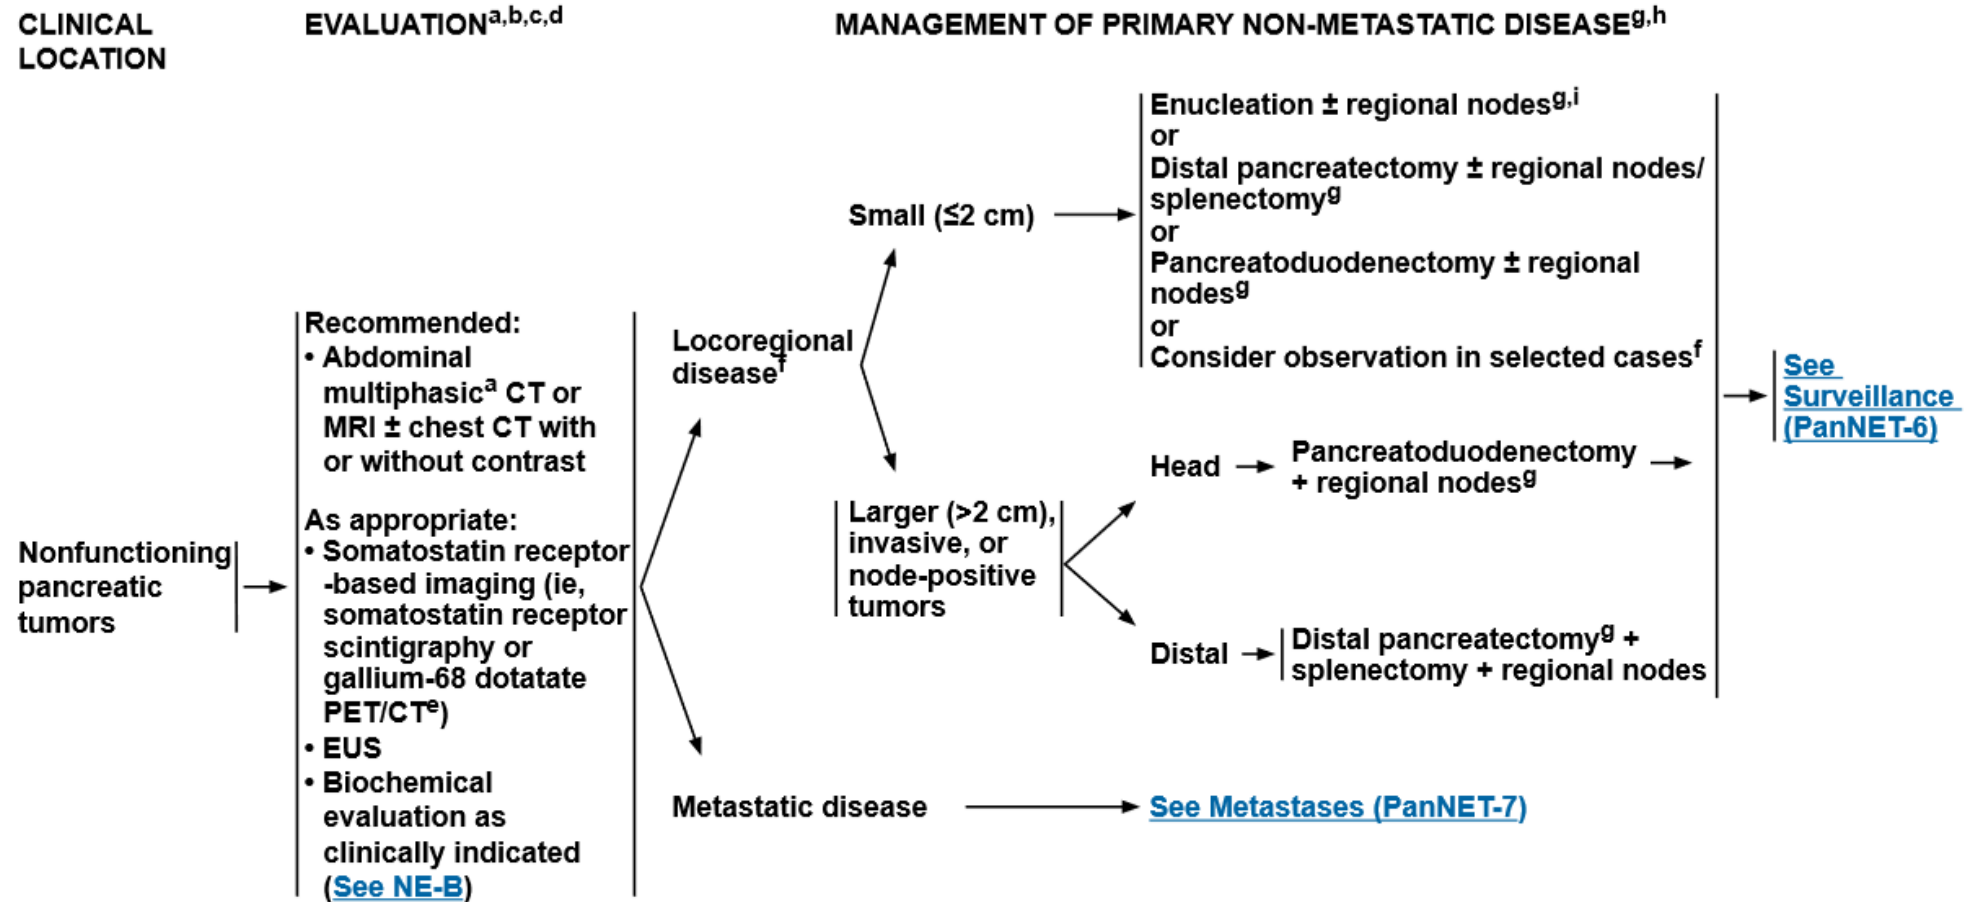 CLINICAL
LOCATION
EVALUATIONa,b,c,d
MANAGEMENT OF PRIMARY NON-METASTATIC DISEASEg,h
Nonfunctioning
pancreatic
tumors
Recommended:
• Abdominal
multiphasica CT or
MRI ± chest CT with
or without contrast
As appropriate:
• Somatostatin receptor
-based imaging (ie,
somatostatin receptor
scintigraphy or
gallium-68 dotatate
PET/CTe)
• EUS
• Biochemical
evaluation as
clinically indicated
(See NE-B)
Locoregional
diseasef
Small (≤2 cm)
Enucleation ± regional nodesg,i
or
Distal pancreatectomy ± regional nodes/
splenectomyg
or
Pancreatoduodenectomy ± regional
nodesg
or
Consider observation in selected casesf
Larger (>2 cm),
invasive, or
node-positive
tumors
Head
Pancreatoduodenectomy
+ regional nodesg
Distal
Distal pancreatectomyg +
splenectomy + regional nodes
See
Surveillance
(PanNET-6)
Metastatic disease
See Metastases (PanNET-7)